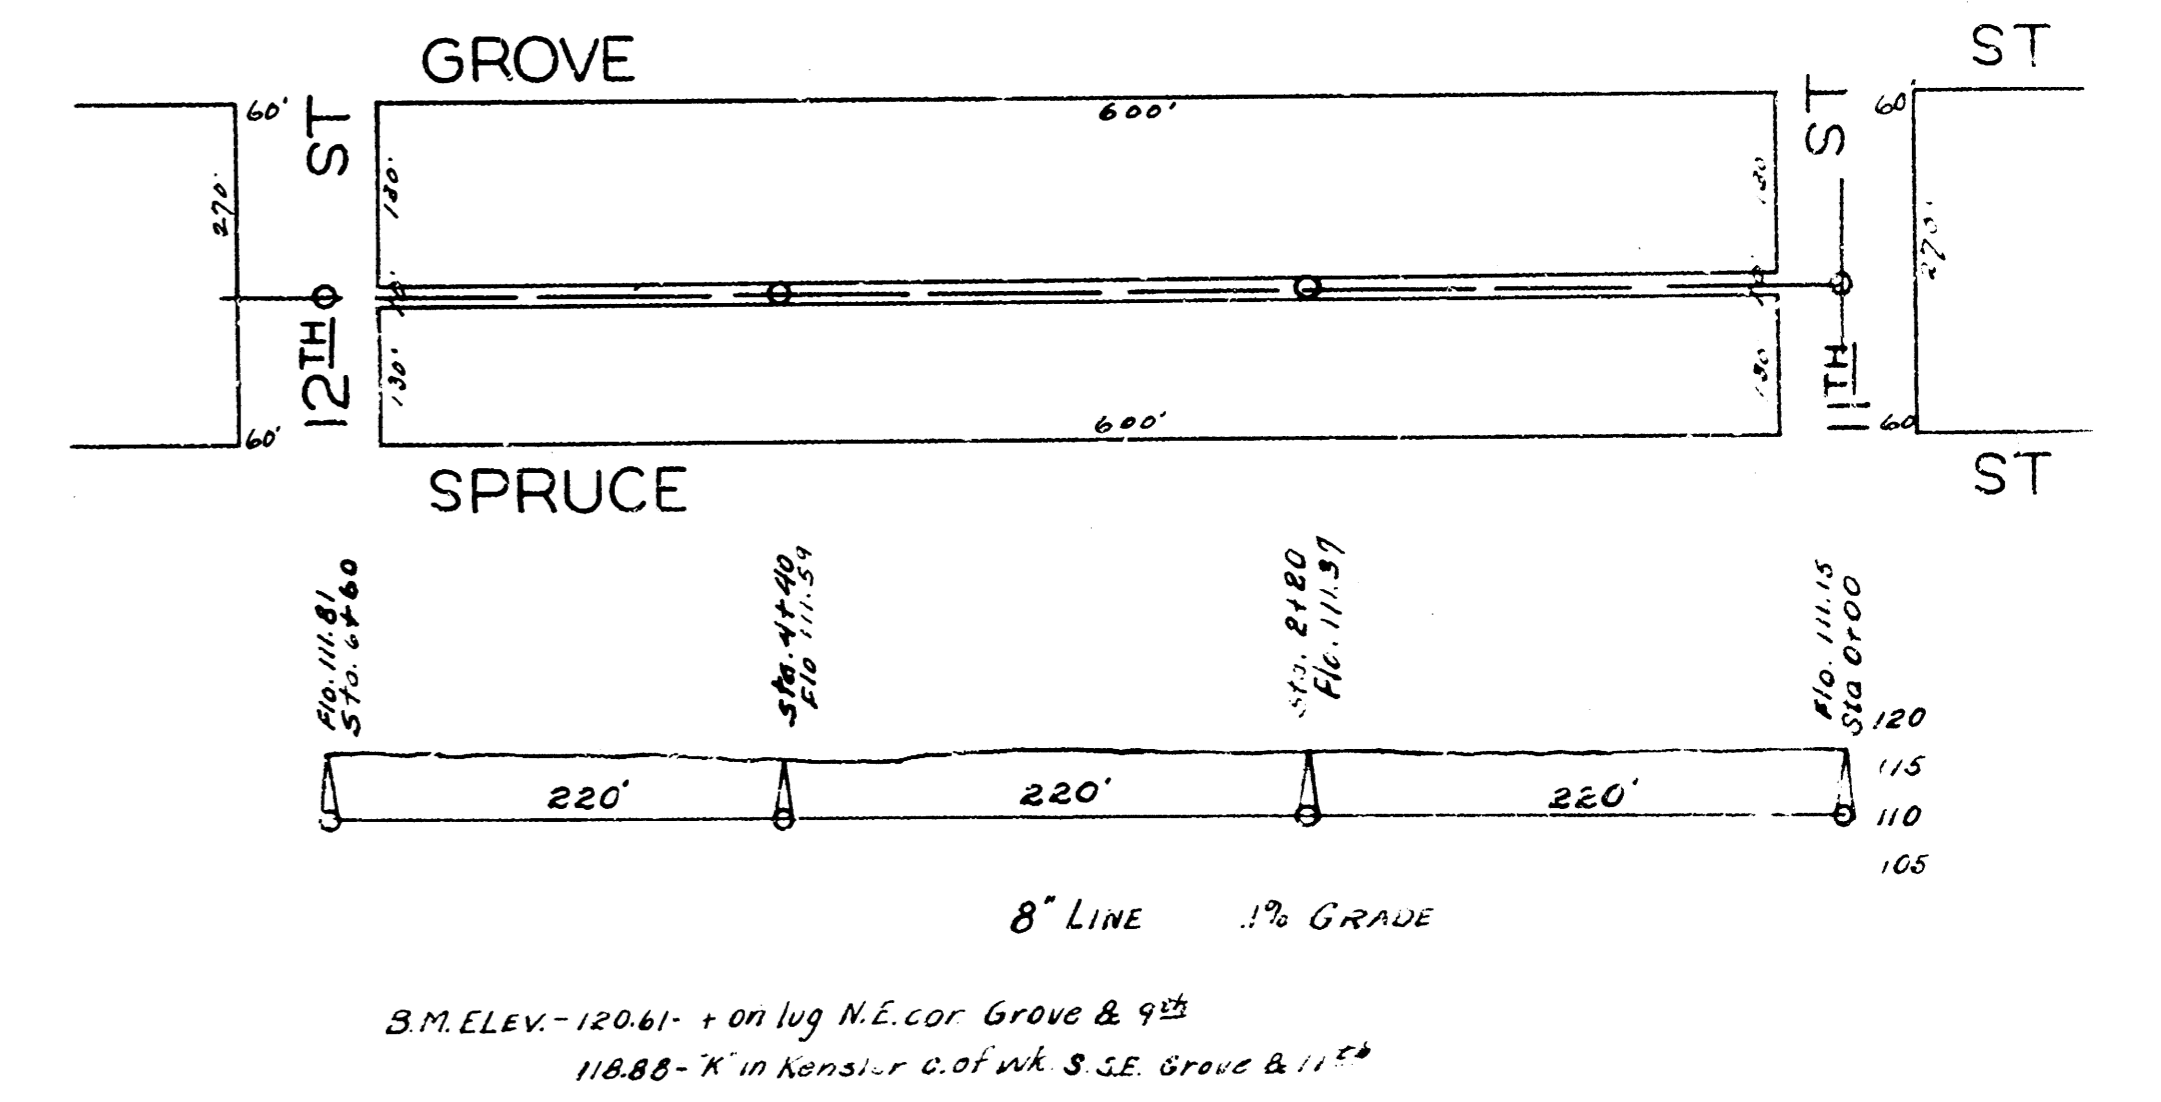 GROVE ST
60' 12TH ST 600' 11TH ST 60'
270' 130' 130' 270'
130' 600' 130'
60' 60'
SPRUCE ST
Flo. 111.81
Sta. 6+60
Sta. 4+40
Flo 111.59
Sta. 2+20
Flo. 111.37
Flo. 111.15
Sta 0+00
120
115
110
105
220' 220' 220'
8" LINE .1% GRADE
B.M. ELEV. - 120.61 - + on lug N.E. cor. Grove & 9th
118.88 - "K" in Kensler c. of wk. S. S.E. Grove & 11th